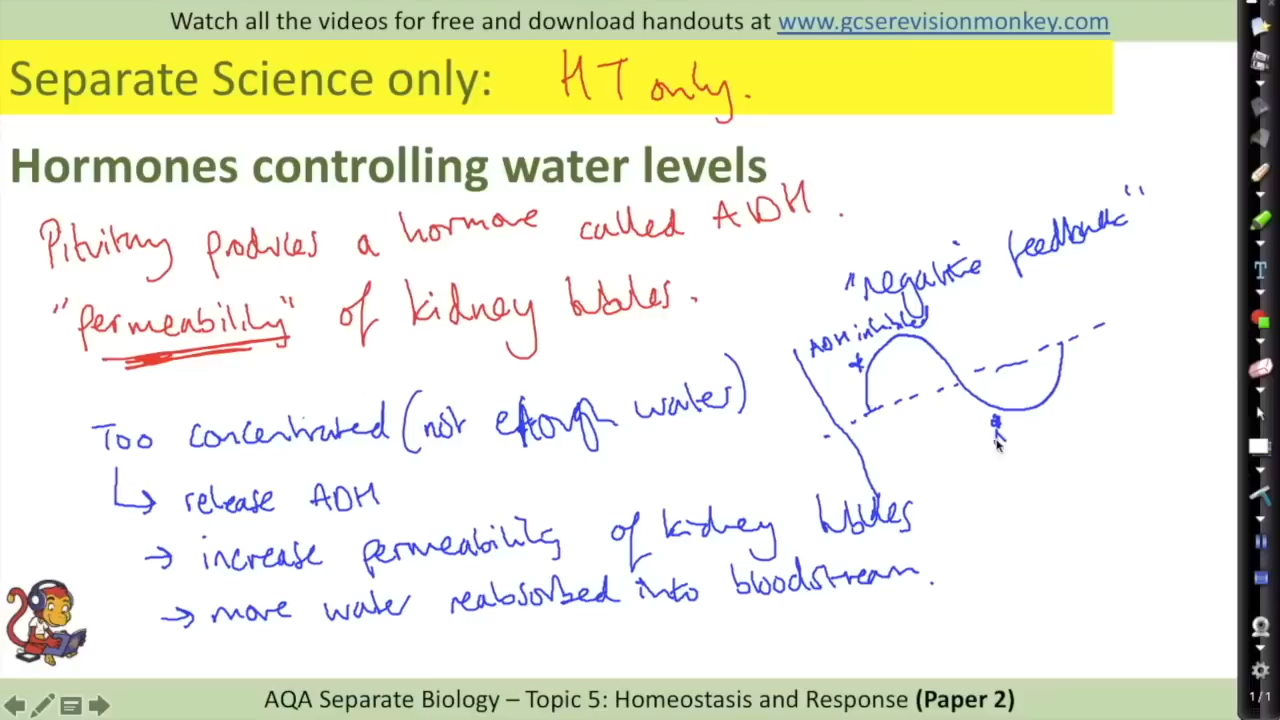 Watch all the videos for free and download handouts at www.gcserevisionmonkey.com
Separate Science only: HT only.
Hormones controlling water levels
Pituitary produces a hormone called ADH.
"permeability" of kidney tubules.
"negative feedback"
ADH inhibited
Too concentrated (not enough water)
↳ release ADH
→ increase permeability of kidney tubules
→ more water reabsorbed into bloodstream.
AQA Separate Biology – Topic 5: Homeostasis and Response (Paper 2)
1/1